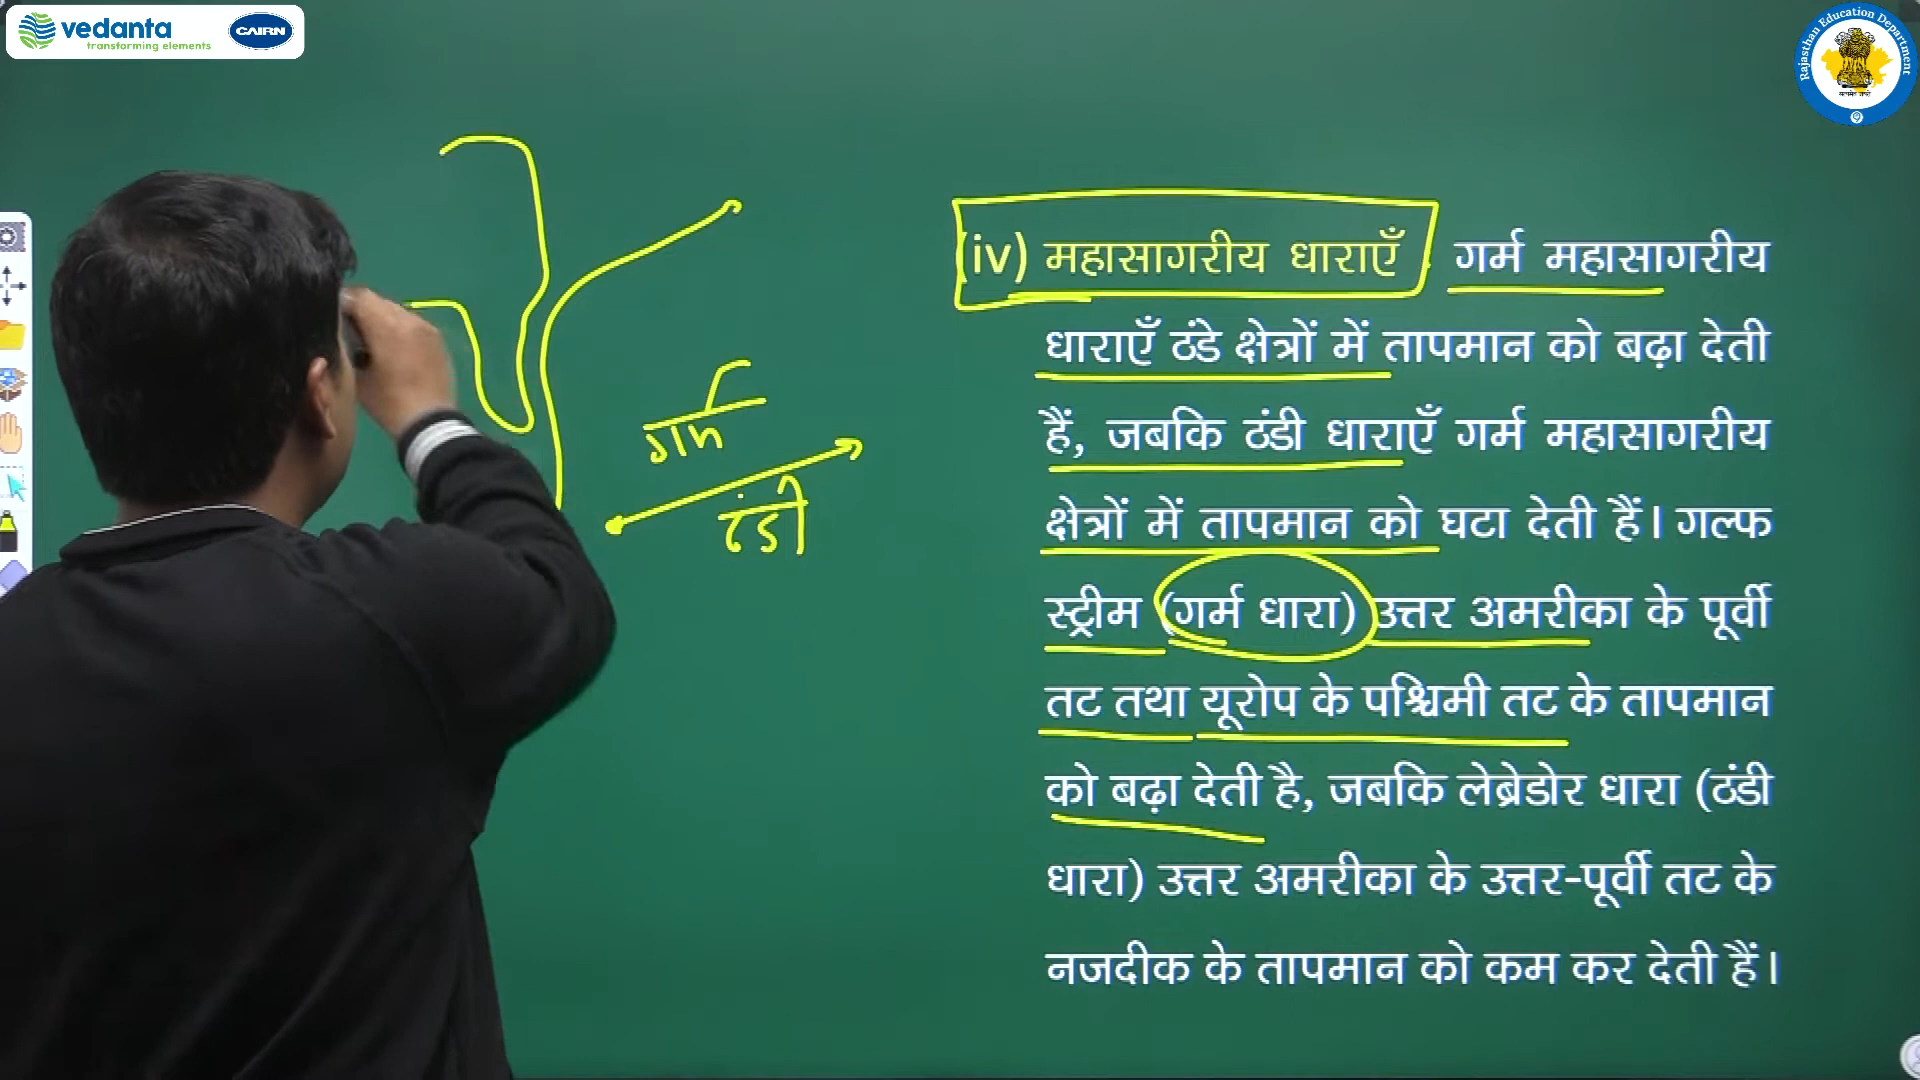 vedanta
transforming elements
CAIRN
Rajasthan Education Department
(iv) महासागरीय धाराएँ गर्म महासागरीय
धाराएँ ठंडे क्षेत्रों में तापमान को बढ़ा देती
हैं, जबकि ठंडी धाराएँ गर्म महासागरीय
क्षेत्रों में तापमान को घटा देती हैं। गल्फ
स्ट्रीम (गर्म धारा) उत्तर अमरीका के पूर्वी
तट तथा यूरोप के पश्चिमी तट के तापमान
को बढ़ा देती है, जबकि लेब्रेडोर धारा (ठंडी
धारा) उत्तर अमरीका के उत्तर-पूर्वी तट के
नजदीक के तापमान को कम कर देती हैं।
गर्म
ठंडी